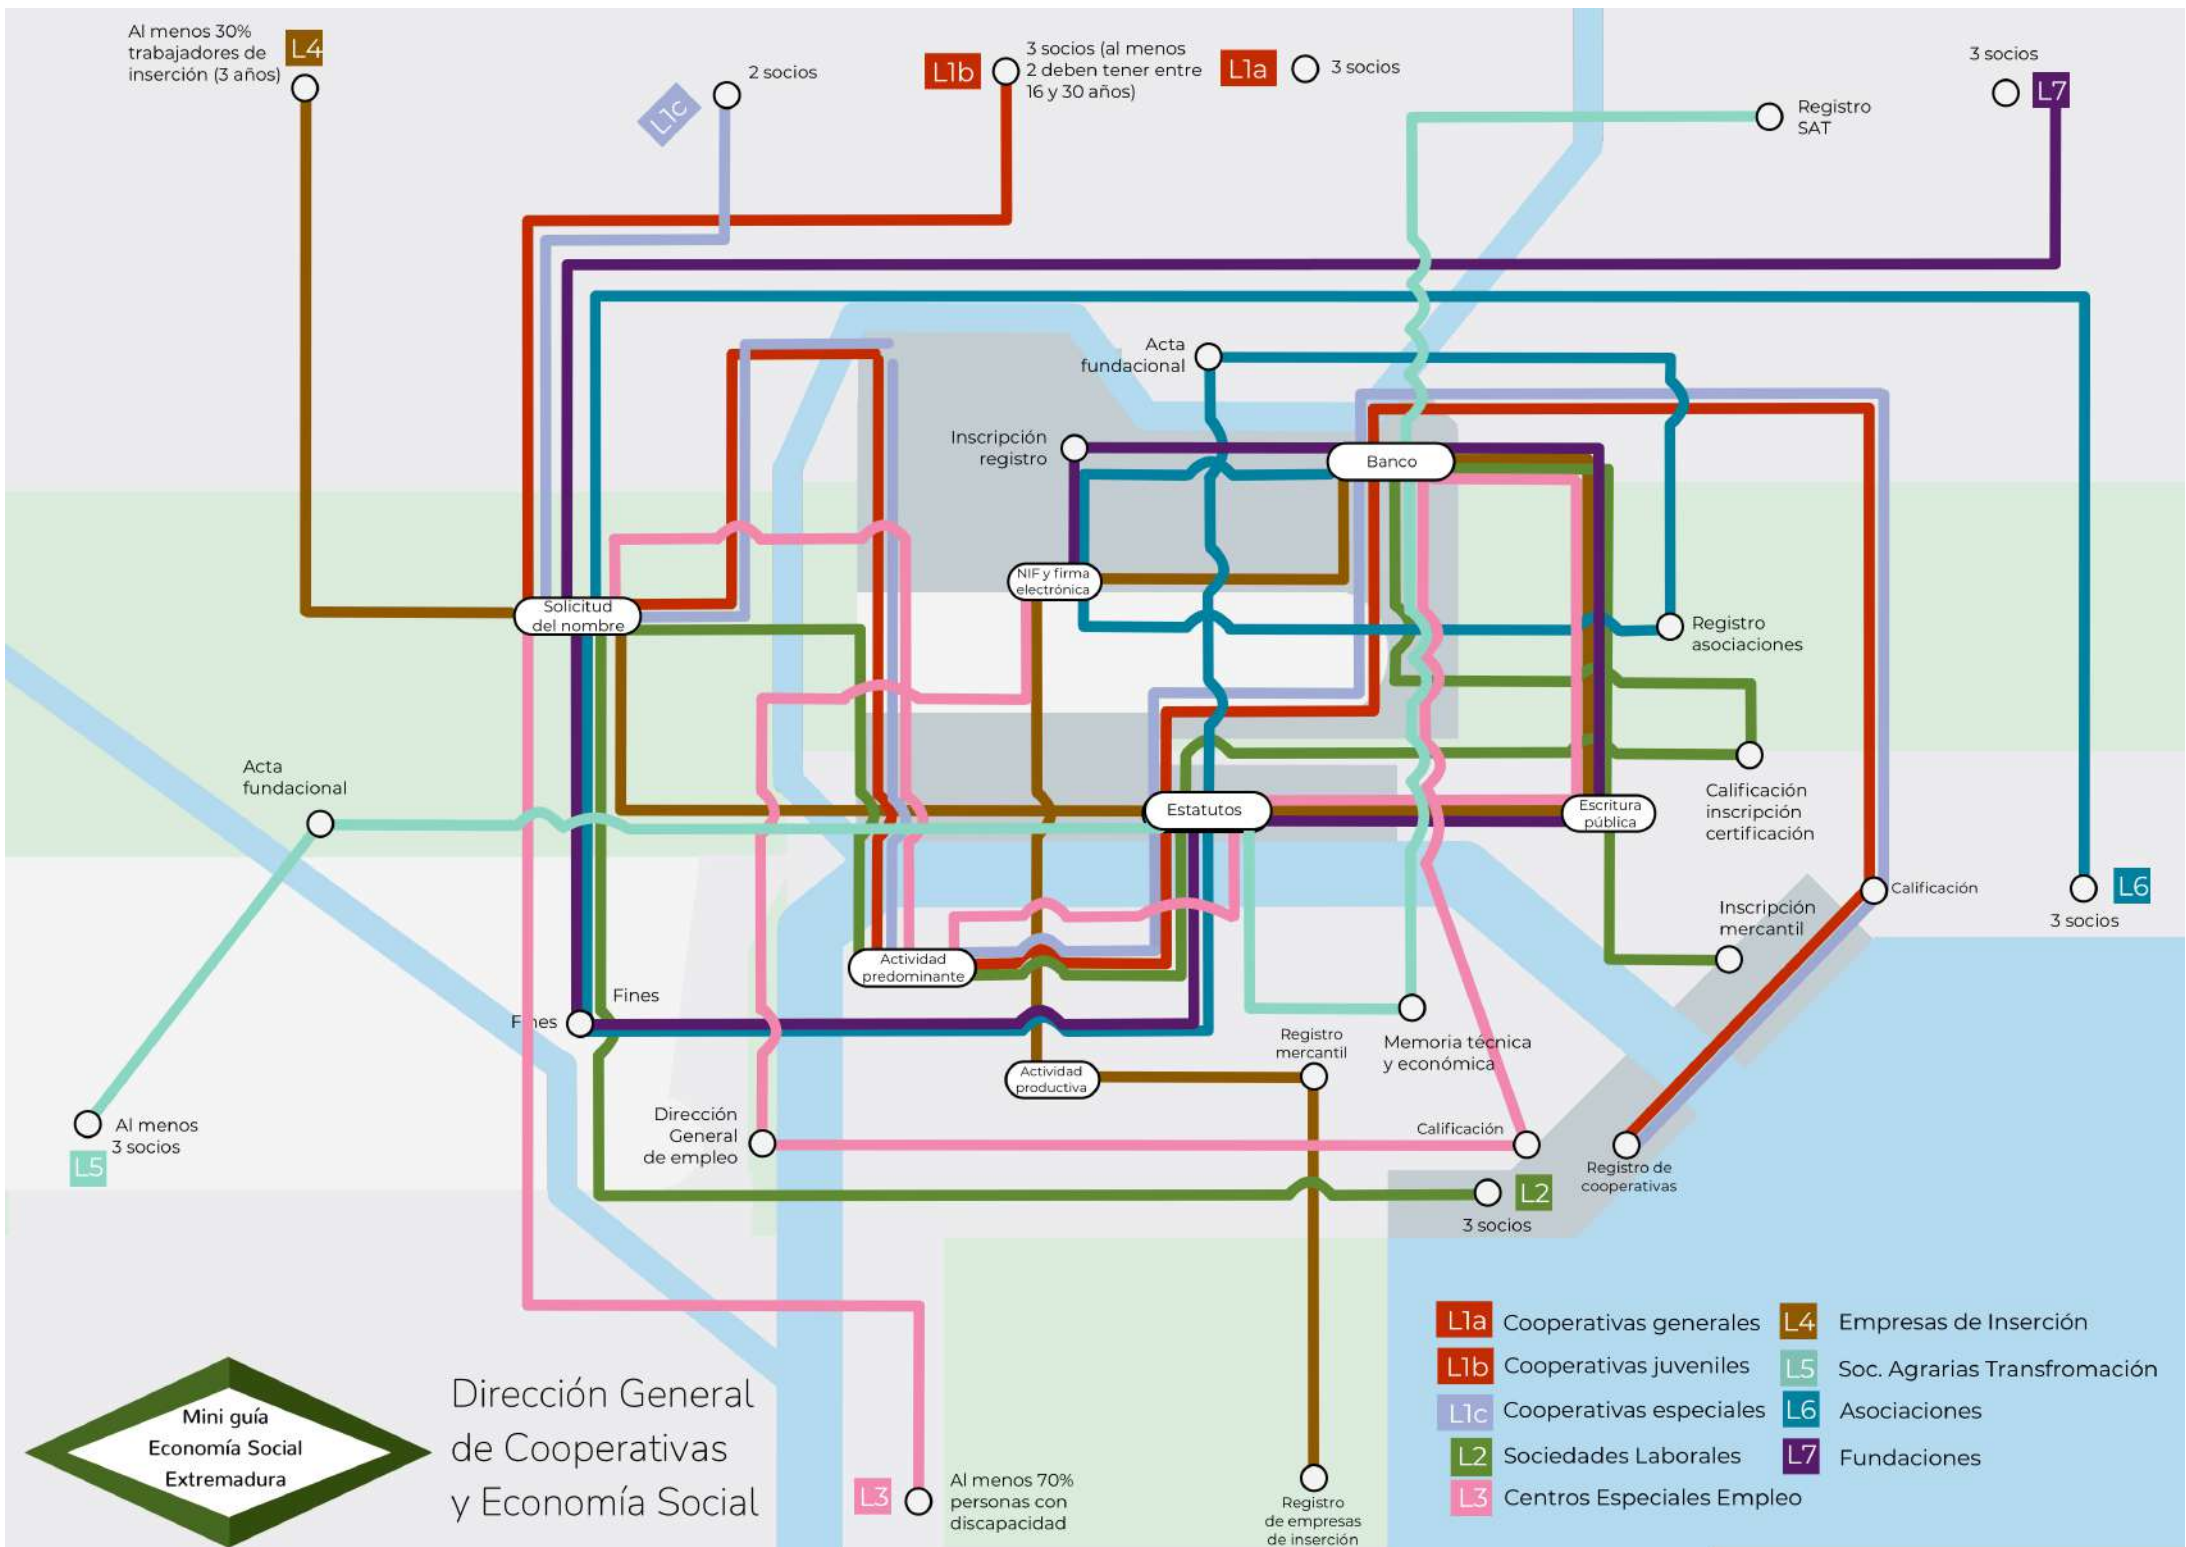 Al menos 30%
trabajadores de
inserción (3 años)
L4
L1c
2 socios
L1b
3 socios (al menos
2 deben tener entre
16 y 30 años)
L1a
3 socios
3 socios
L7
Registro
SAT
Acta
fundacional
Inscripción
registro
Banco
NIF y firma
electrónica
Solicitud
del nombre
Registro
asociaciones
Acta
fundacional
Estatutos
Escritura
pública
Calificación
inscripción
certificación
Calificación
L6
3 socios
Inscripción
mercantil
Actividad
predominante
Fines
Fines
Registro
mercantil
Memoria técnica
y económica
Actividad
productiva
Al menos
3 socios
L5
Dirección
General
de empleo
Calificación
Registro de
cooperativas
L2
3 socios
Mini guía
Economía Social
Extremadura
Dirección General
de Cooperativas
y Economía Social
L3
Al menos 70%
personas con
discapacidad
Registro
de empresas
de inserción
L1a Cooperativas generales
L1b Cooperativas juveniles
L1c Cooperativas especiales
L2 Sociedades Laborales
L3 Centros Especiales Empleo
L4 Empresas de Inserción
L5 Soc. Agrarias Transfromación
L6 Asociaciones
L7 Fundaciones